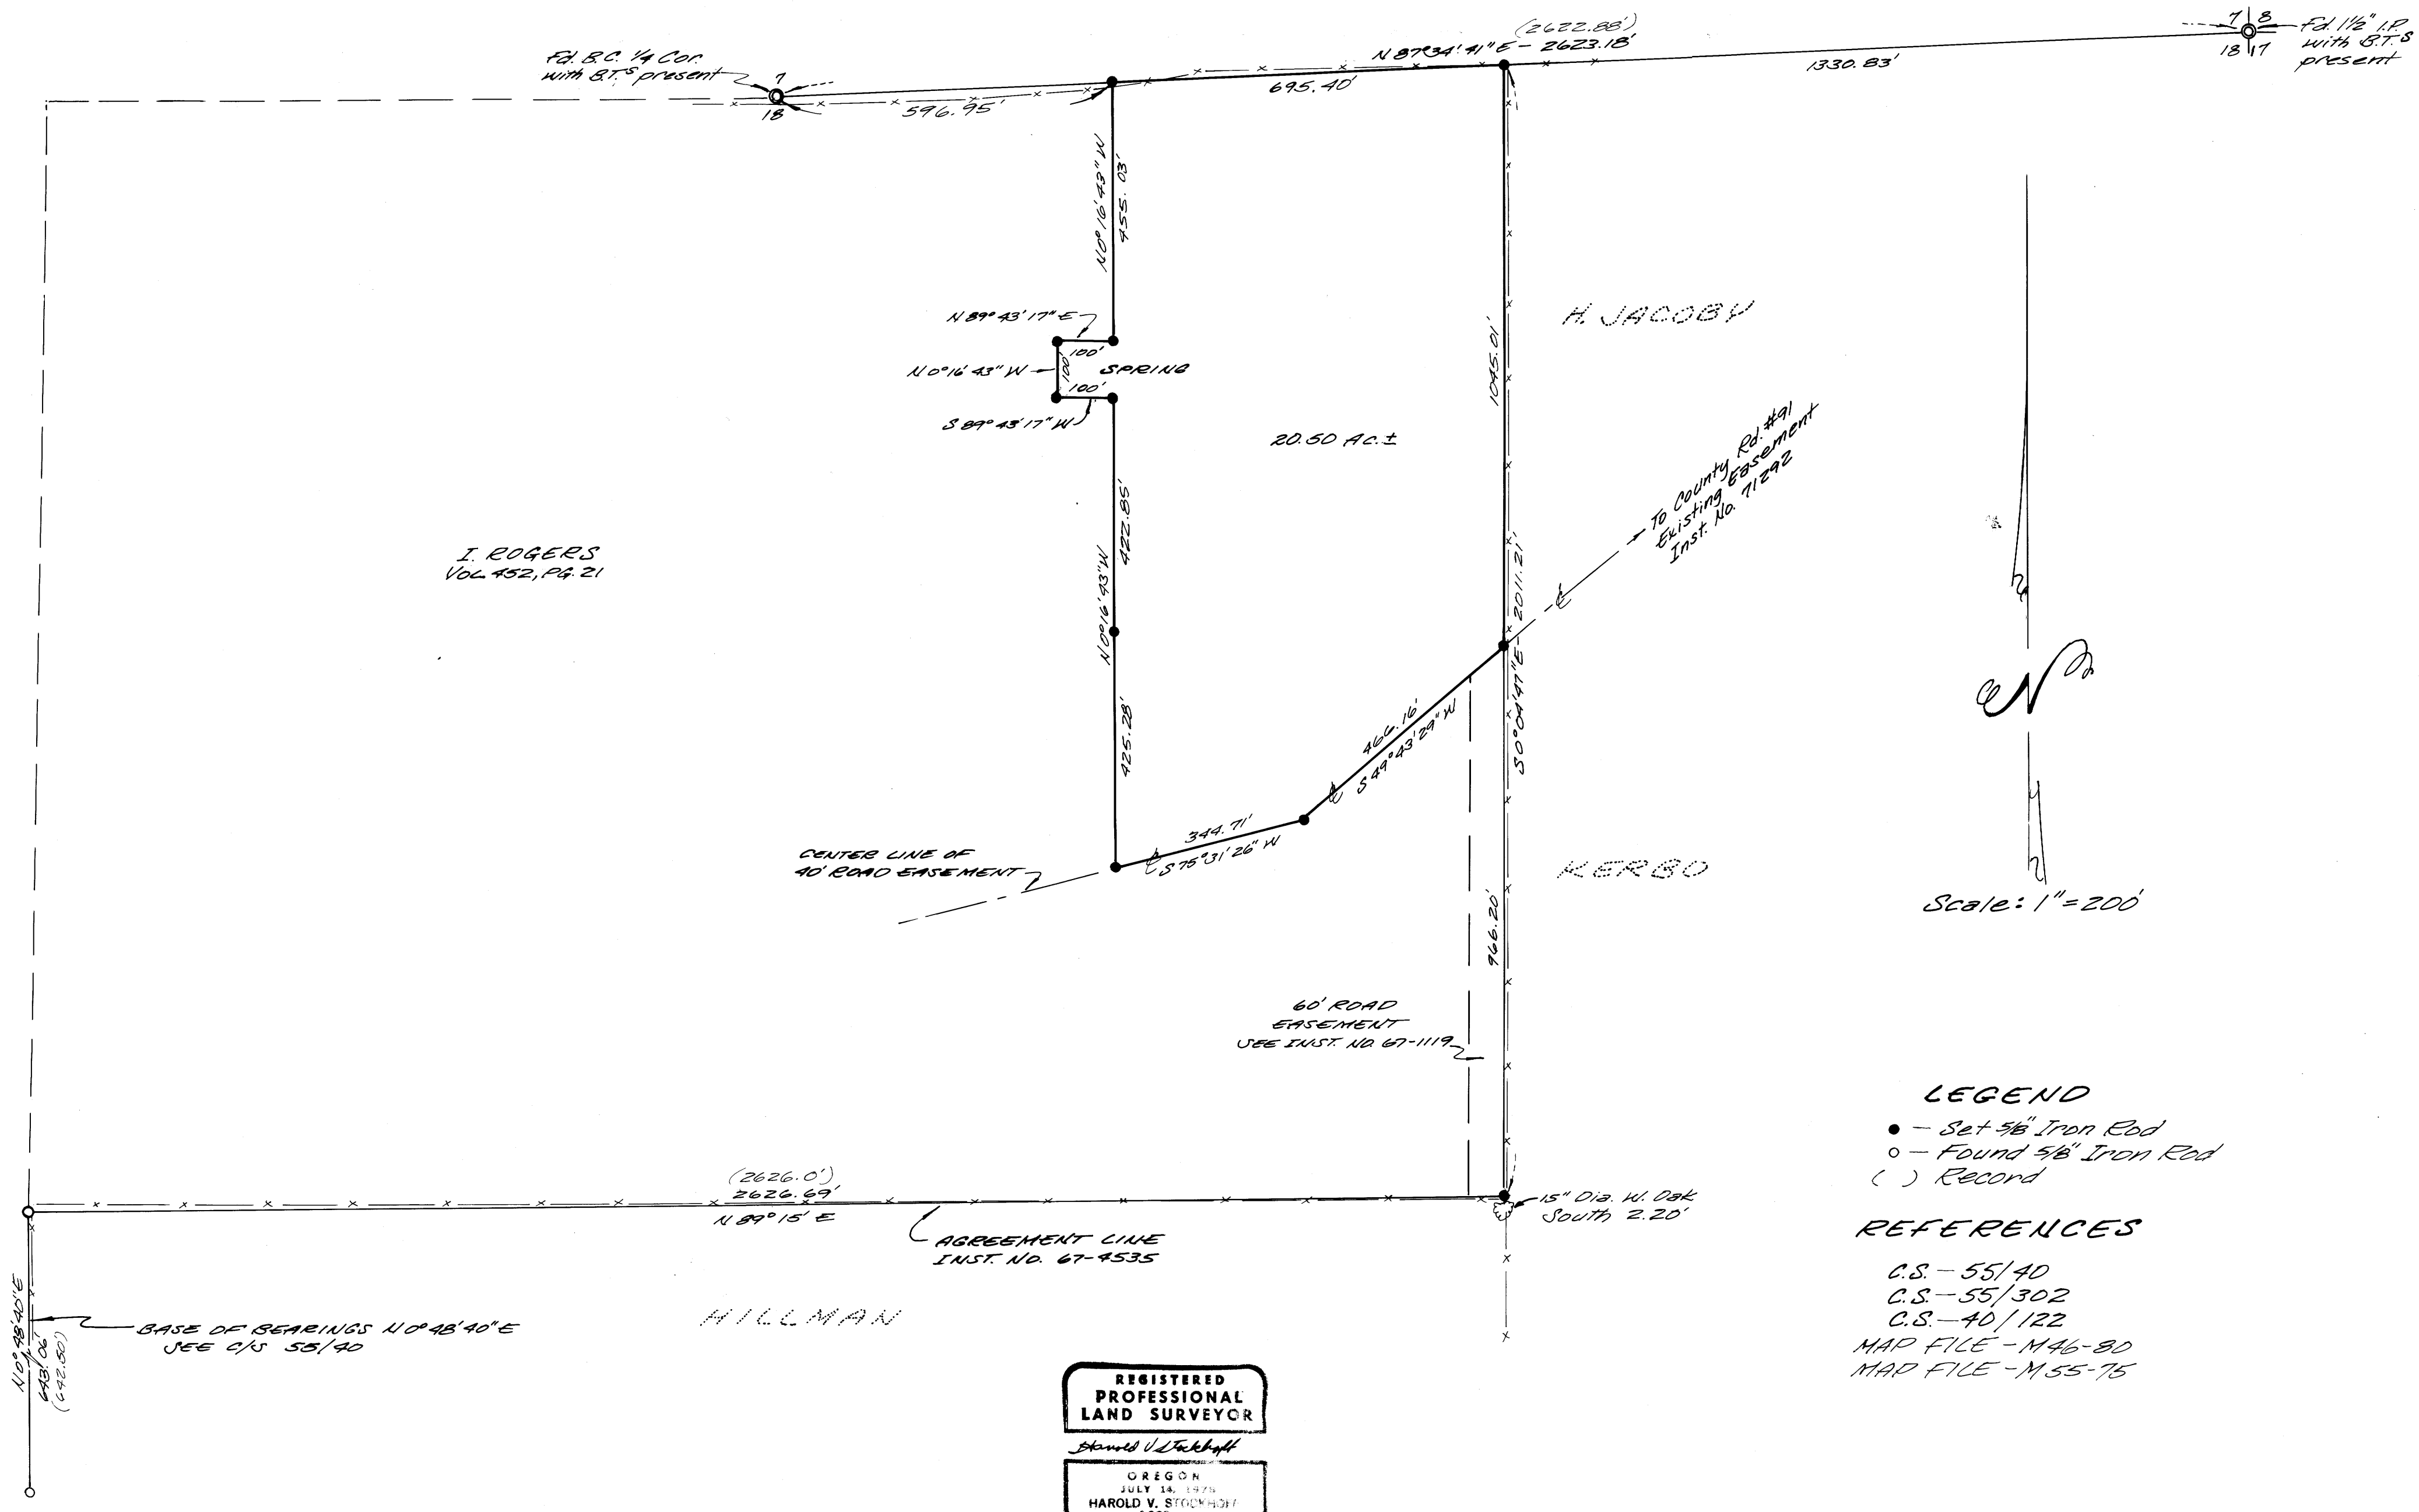 Fd. B.C. 1/4 Cor.
with B.T.s present
7
18
596.95'
(2622.88')
N 87°34'41" E - 2623.18'
695.40'
1330.83'
7 8
18 17
Fd. 1 1/2" I.P.
with B.T.s
present
N 0°16'43" W
455.03'
N 89°43'17" E
100'
N 0°16'43" W
100'
SPRING
100'
S 89°43'17" W
H. JACOBY
1045.01'
20.50 Ac.±
To County Rd. #91
Existing Easement
Inst. No. 71292
I. ROGERS
VOL. 452, PG. 21
422.85'
N 0°16'43" W
425.28'
S 0°04'47" E - 2011.21'
466.16'
S 49°43'29" W
344.71'
S 75°31'26" W
CENTER LINE OF
40' ROAD EASEMENT
KERBO
N
Scale: 1" = 200'
966.20'
60' ROAD
EASEMENT
SEE INST. NO. 67-1119
LEGEND
● — Set 5/8" Iron Rod
○ — Found 5/8" Iron Rod
( ) Record
(2626.0')
2626.69'
N 89°15' E
AGREEMENT LINE
INST. NO. 67-4535
15" Dia. W. Oak
South 2.20'
REFERENCES
C.S. — 55/40
C.S. — 55/302
C.S. — 40/122
MAP FILE — M46-80
MAP FILE — M55-75
N 0°48'40" E
643.06'
(642.50')
BASE OF BEARINGS N 0°48'40" E
SEE C/S 55/40
HILLMAN
REGISTERED
PROFESSIONAL
LAND SURVEYOR
Harold V Stockhoff
OREGON
JULY 14, 1978
HAROLD V. STOCKHOFF